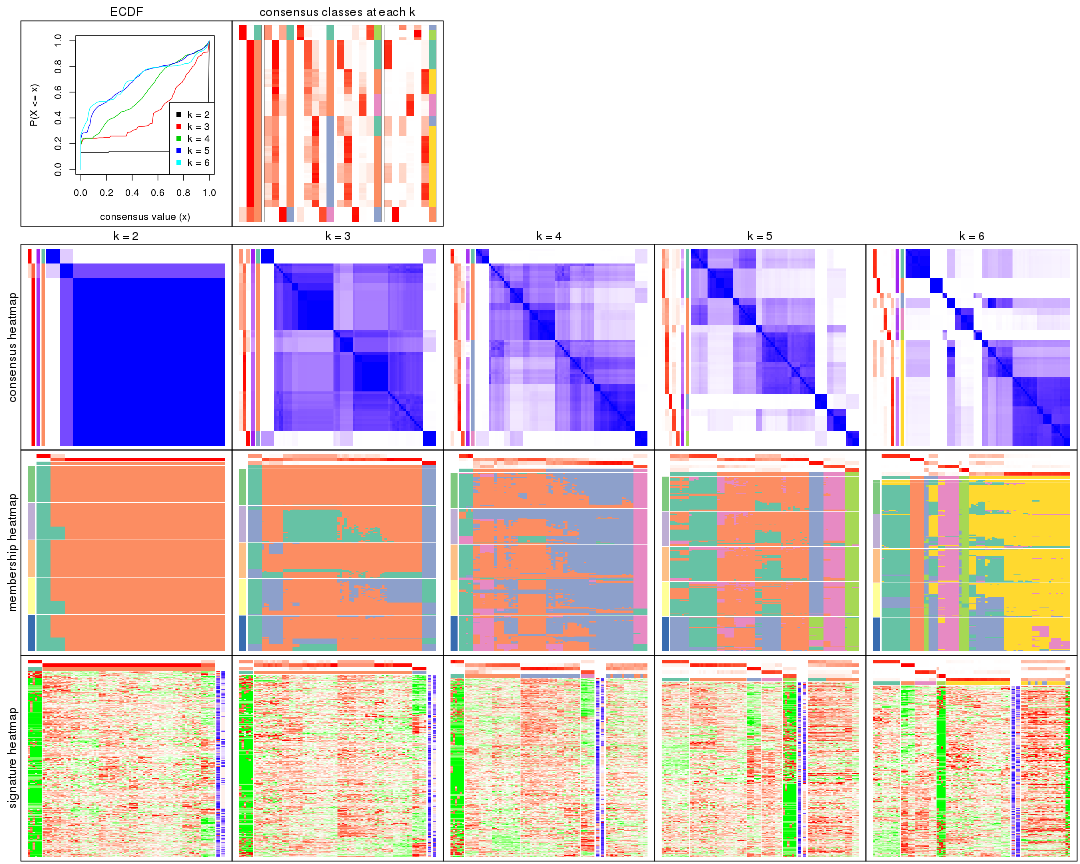 ECDF
consensus classes at each k
P(X <= x)
0.0 0.2 0.4 0.6 0.8 1.0
k = 2
k = 3
k = 4
k = 5
k = 6
0.0 0.2 0.4 0.6 0.8 1.0
consensus value (x)
k = 2
k = 3
k = 4
k = 5
k = 6
consensus heatmap
membership heatmap
signature heatmap